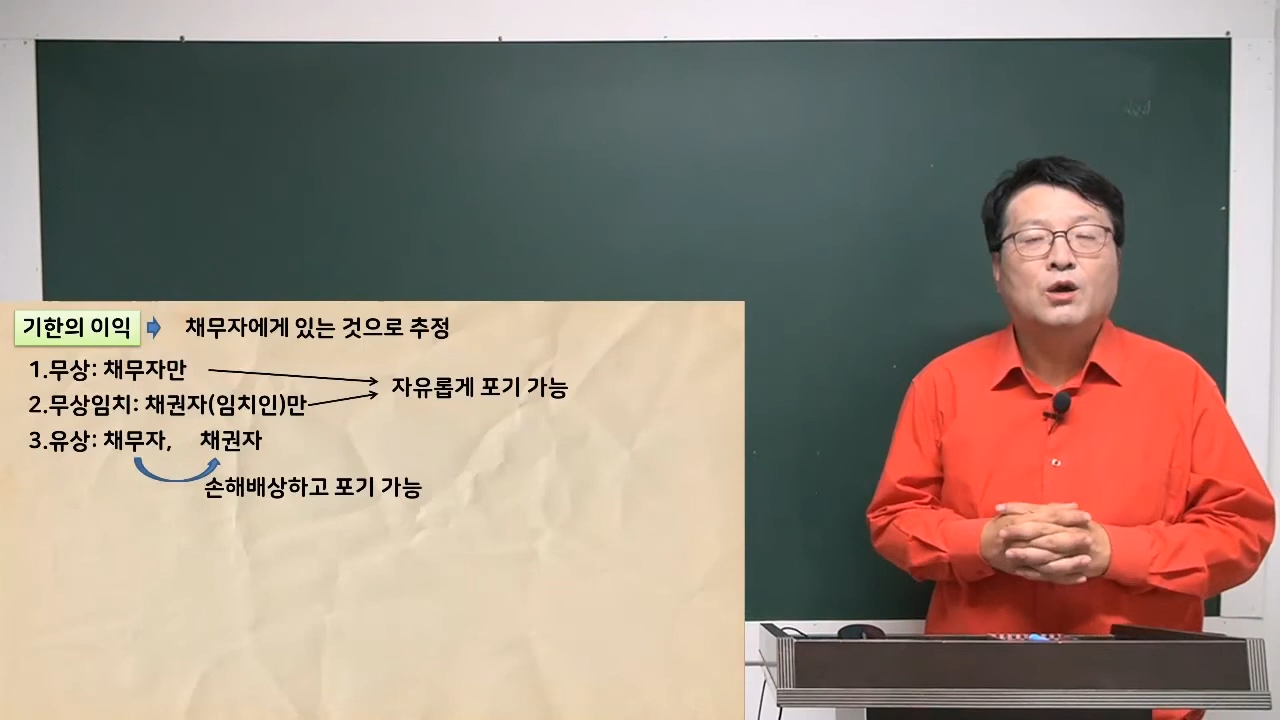 기한의 이익 채무자에게 있는 것으로 추정
1.무상: 채무자만
자유롭게 포기 가능
2.무상임치: 채권자(임치인)만
3.유상: 채무자, 채권자
손해배상하고 포기 가능